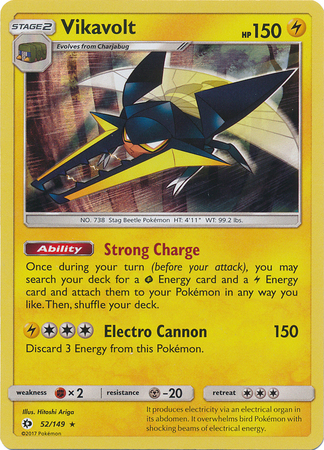 STAGE2 Vikavolt HP150
Evolves from Charjabug
NO. 738 Stag Beetle Pokémon HT: 4'11" WT: 99.2 lbs.
Ability Strong Charge
Once during your turn (before your attack), you may
search your deck for a Energy card and a Energy
card and attach them to your Pokémon in any way you
like. Then, shuffle your deck.
Electro Cannon 150
Discard 3 Energy from this Pokémon.
weakness ×2 resistance -20 retreat
Illus. Hitoshi Ariga
52/149 ★
©2017 Pokémon
It produces electricity via an electrical organ in
its abdomen. It overwhelms bird Pokémon with
shocking beams of electrical energy.